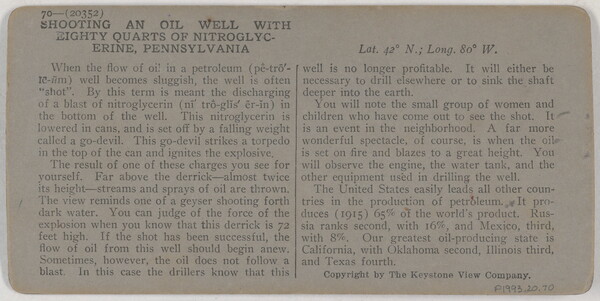 70—(20352)
SHOOTING AN OIL WELL WITH
EIGHTY QUARTS OF NITROGLYC-
ERINE, PENNSYLVANIA
Lat. 42° N.; Long. 80° W.
When the flow of oil in a petroleum (pê-trō′-
lē-ŭm) well becomes sluggish, the well is often
"shot". By this term is meant the discharging
of a blast of nitroglycerin (nī′ trō-glĭs′ ĕr-ĭn) in
the bottom of the well. This nitroglycerin is
lowered in cans, and is set off by a falling weight
called a go-devil. This go-devil strikes a torpedo
in the top of the can and ignites the explosive.
The result of one of these charges you see for
yourself. Far above the derrick—almost twice
its height—streams and sprays of oil are thrown.
The view reminds one of a geyser shooting forth
dark water. You can judge of the force of the
explosion when you know that this derrick is 72
feet high. If the shot has been successful, the
flow of oil from this well should begin anew.
Sometimes, however, the oil does not follow a
blast. In this case the drillers know that this
well is no longer profitable. It will either be
necessary to drill elsewhere or to sink the shaft
deeper into the earth.
You will note the small group of women and
children who have come out to see the shot. It
is an event in the neighborhood. A far more
wonderful spectacle, of course, is when the oil
is set on fire and blazes to a great height. You
will observe the engine, the water tank, and the
other equipment used in drilling the well.
The United States easily leads all other coun-
tries in the production of petroleum. It pro-
duces (1915) 65% of the world's product. Rus-
sia ranks second, with 16%, and Mexico, third,
with 8%. Our greatest oil-producing state is
California, with Oklahoma second, Illinois third,
and Texas fourth.
Copyright by The Keystone View Company.
P1993.20.70